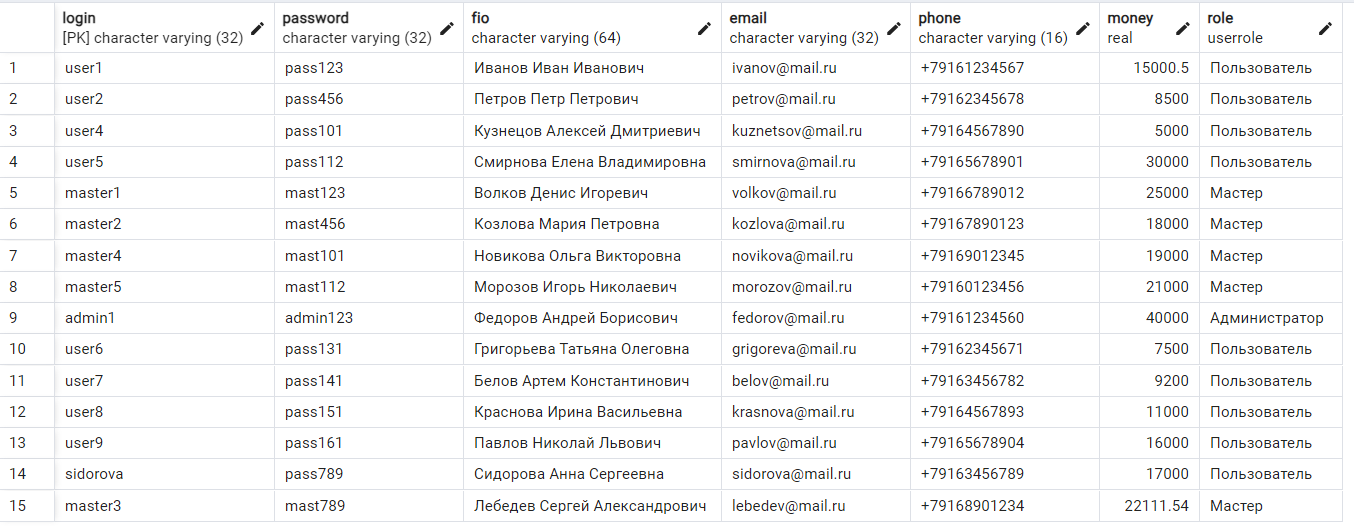 login password fio email phone money role
[PK] character varying (32) character varying (32) character varying (64) character varying (32) character varying (16) real userrole
1 user1 pass123 Иванов Иван Иванович ivanov@mail.ru +79161234567 15000.5 Пользователь
2 user2 pass456 Петров Петр Петрович petrov@mail.ru +79162345678 8500 Пользователь
3 user4 pass101 Кузнецов Алексей Дмитриевич kuznetsov@mail.ru +79164567890 5000 Пользователь
4 user5 pass112 Смирнова Елена Владимировна smirnova@mail.ru +79165678901 30000 Пользователь
5 master1 mast123 Волков Денис Игоревич volkov@mail.ru +79166789012 25000 Мастер
6 master2 mast456 Козлова Мария Петровна kozlova@mail.ru +79167890123 18000 Мастер
7 master4 mast101 Новикова Ольга Викторовна novikova@mail.ru +79169012345 19000 Мастер
8 master5 mast112 Морозов Игорь Николаевич morozov@mail.ru +79160123456 21000 Мастер
9 admin1 admin123 Федоров Андрей Борисович fedorov@mail.ru +79161234560 40000 Администратор
10 user6 pass131 Григорьева Татьяна Олеговна grigoreva@mail.ru +79162345671 7500 Пользователь
11 user7 pass141 Белов Артем Константинович belov@mail.ru +79163456782 9200 Пользователь
12 user8 pass151 Краснова Ирина Васильевна krasnova@mail.ru +79164567893 11000 Пользователь
13 user9 pass161 Павлов Николай Львович pavlov@mail.ru +79165678904 16000 Пользователь
14 sidorova pass789 Сидорова Анна Сергеевна sidorova@mail.ru +79163456789 17000 Пользователь
15 master3 mast789 Лебедев Сергей Александрович lebedev@mail.ru +79168901234 22111.54 Мастер